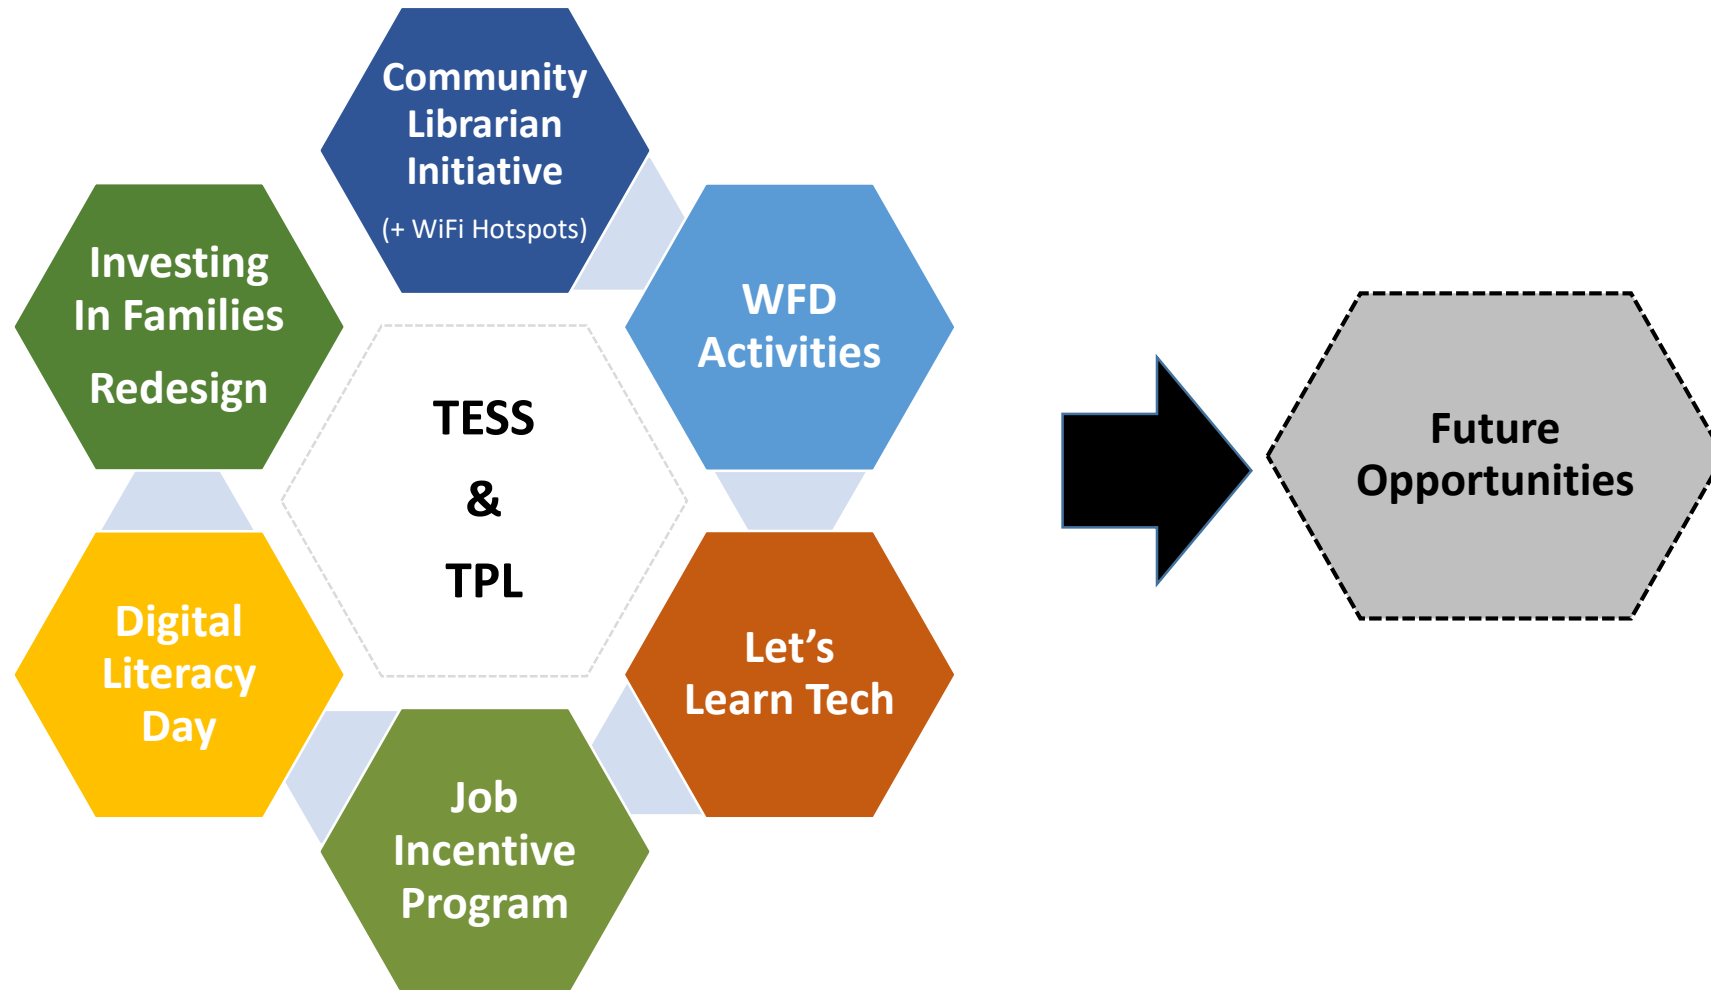 Community
Librarian
Initiative
(+ WiFi Hotspots)
WFD
Activities
Let’s
Learn Tech
Job
Incentive
Program
Digital
Literacy
Day
Investing
In Families
Redesign
TESS
&
TPL
Future
Opportunities